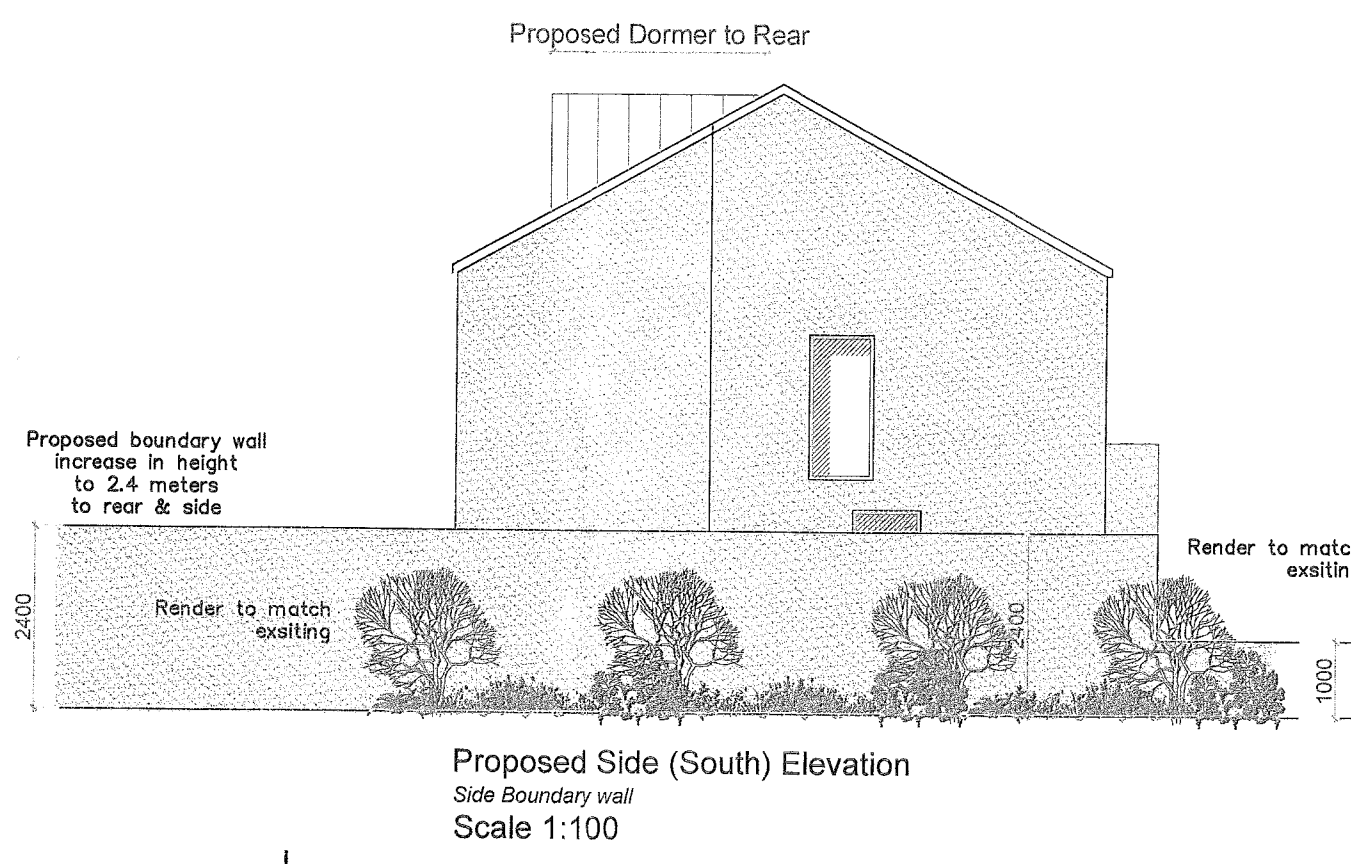 Proposed Dormer to Rear
Proposed boundary wall
increase in height
to 2.4 meters
to rear & side
2400
Render to match
exsiting
2400
Render to matc
exsitin
1000
Proposed Side (South) Elevation
Side Boundary wall
Scale 1:100